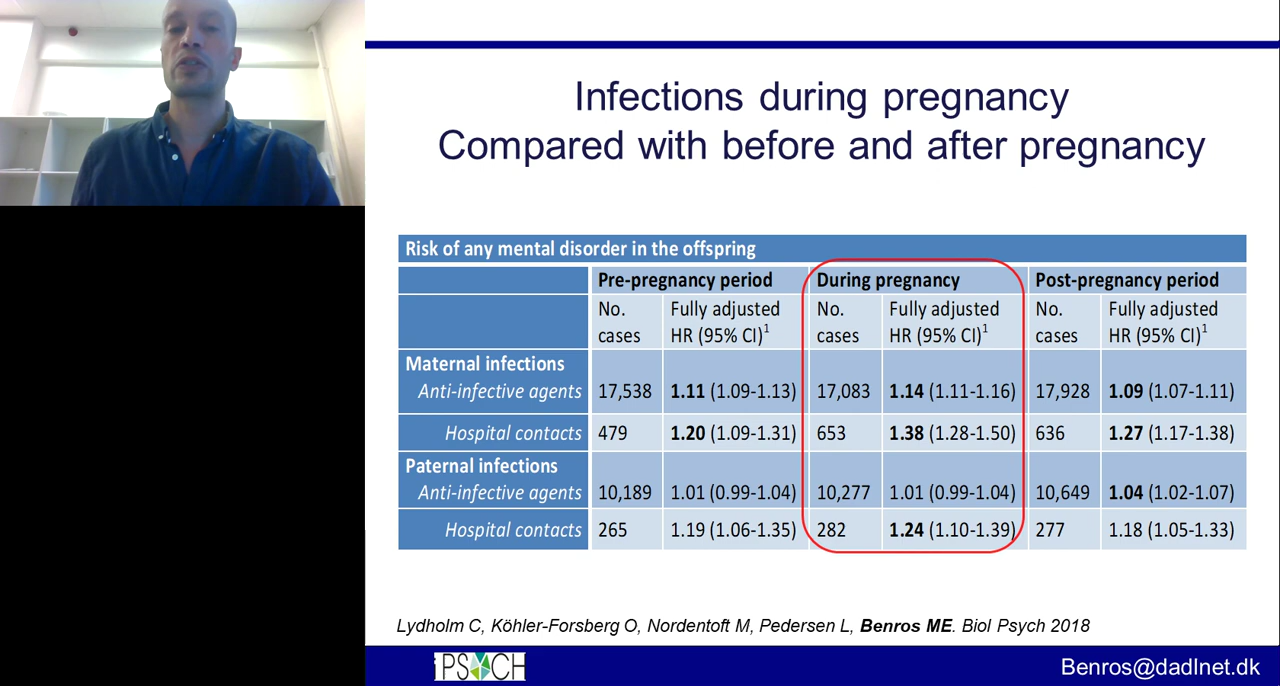 Infections during pregnancy
Compared with before and after pregnancy
Risk of any mental disorder in the offspring
Pre-pregnancy period During pregnancy Post-pregnancy period
No. cases Fully adjusted HR (95% CI)1 No. cases Fully adjusted HR (95% CI)1 No. cases Fully adjusted HR (95% CI)1
Maternal infections
Anti-infective agents 17,538 1.11 (1.09-1.13) 17,083 1.14 (1.11-1.16) 17,928 1.09 (1.07-1.11)
Hospital contacts 479 1.20 (1.09-1.31) 653 1.38 (1.28-1.50) 636 1.27 (1.17-1.38)
Paternal infections
Anti-infective agents 10,189 1.01 (0.99-1.04) 10,277 1.01 (0.99-1.04) 10,649 1.04 (1.02-1.07)
Hospital contacts 265 1.19 (1.06-1.35) 282 1.24 (1.10-1.39) 277 1.18 (1.05-1.33)
Lydholm C, Köhler-Forsberg O, Nordentoft M, Pedersen L, Benros ME. Biol Psych 2018
iPSYCH
Benros@dadlnet.dk